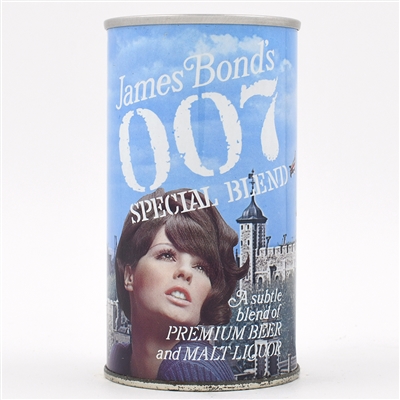 James Bond's
007
SPECIAL BLEND
A subtle
blend of
PREMIUM BEER
and MALT LIQUOR